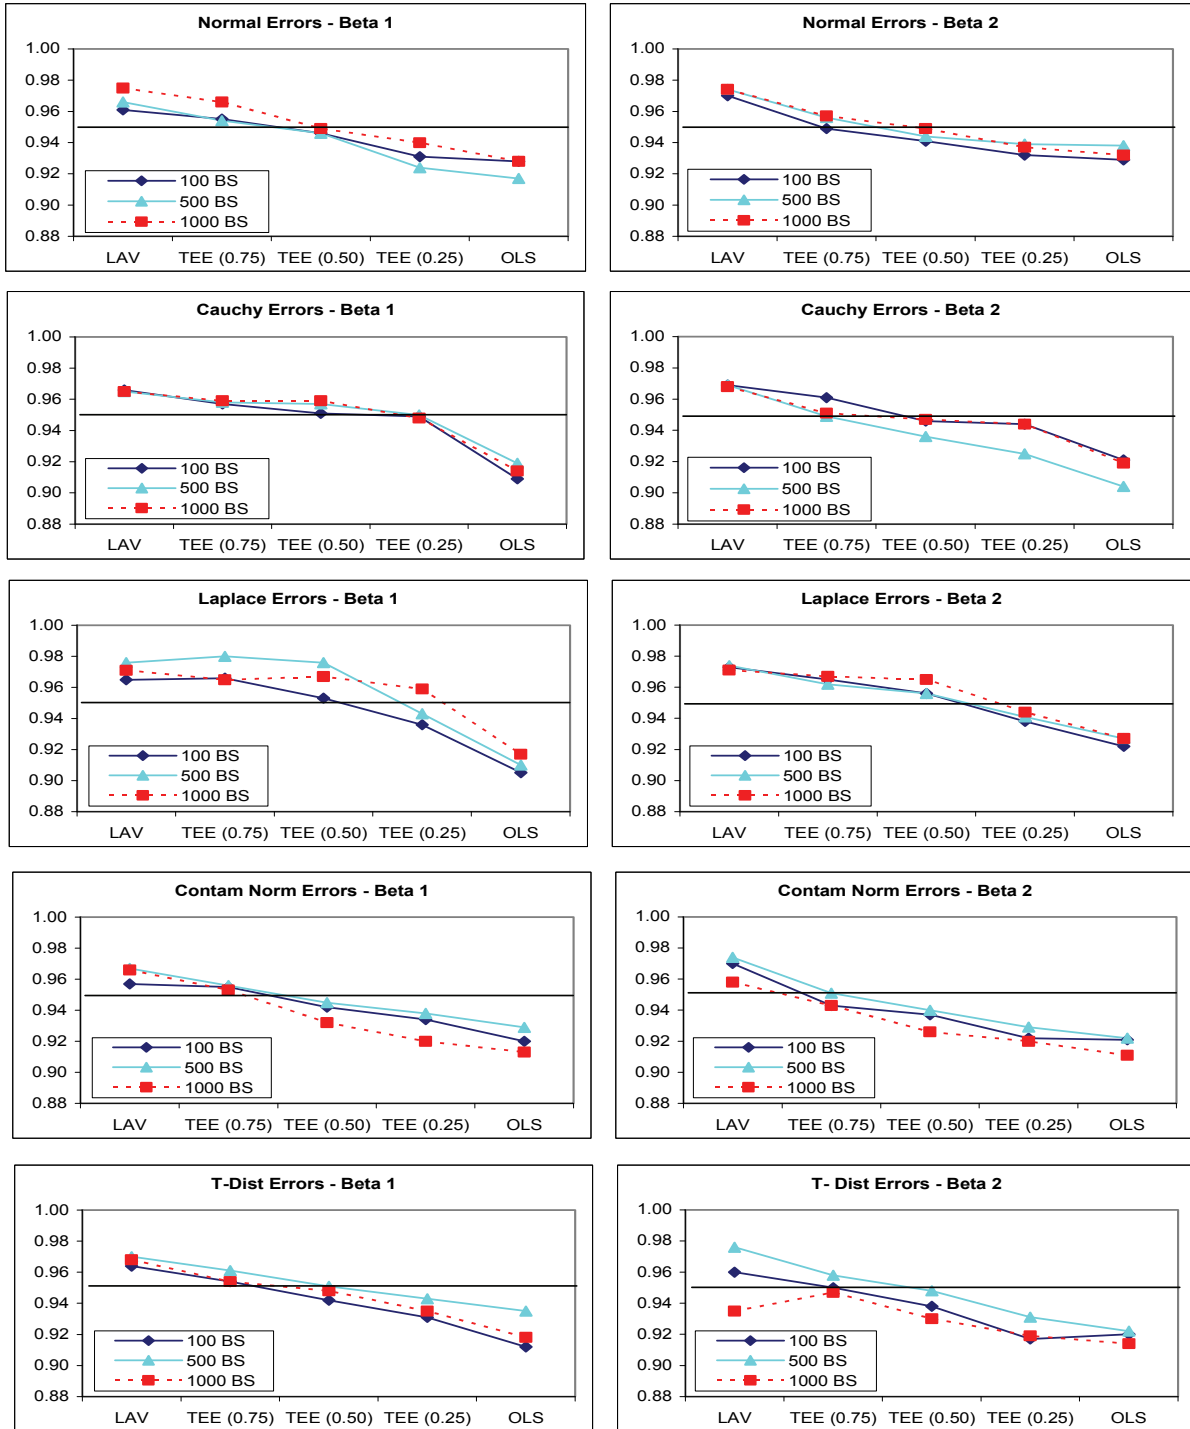 Normal Errors - Beta 1
1.00
0.98
0.96
0.94
0.92
0.90
0.88
100 BS
500 BS
1000 BS
LAV TEE (0.75) TEE (0.50) TEE (0.25) OLS
Normal Errors - Beta 2
1.00
0.98
0.96
0.94
0.92
0.90
0.88
100 BS
500 BS
1000 BS
LAV TEE (0.75) TEE (0.50) TEE (0.25) OLS
Cauchy Errors - Beta 1
1.00
0.98
0.96
0.94
0.92
0.90
0.88
100 BS
500 BS
1000 BS
LAV TEE (0.75) TEE (0.50) TEE (0.25) OLS
Cauchy Errors - Beta 2
1.00
0.98
0.96
0.94
0.92
0.90
0.88
100 BS
500 BS
1000 BS
LAV TEE (0.75) TEE (0.50) TEE (0.25) OLS
Laplace Errors - Beta 1
1.00
0.98
0.96
0.94
0.92
0.90
0.88
100 BS
500 BS
1000 BS
LAV TEE (0.75) TEE (0.50) TEE (0.25) OLS
Laplace Errors - Beta 2
1.00
0.98
0.96
0.94
0.92
0.90
0.88
100 BS
500 BS
1000 BS
LAV TEE (0.75) TEE (0.50) TEE (0.25) OLS
Contam Norm Errors - Beta 1
1.00
0.98
0.96
0.94
0.92
0.90
0.88
100 BS
500 BS
1000 BS
LAV TEE (0.75) TEE (0.50) TEE (0.25) OLS
Contam Norm Errors - Beta 2
1.00
0.98
0.96
0.94
0.92
0.90
0.88
100 BS
500 BS
1000 BS
LAV TEE (0.75) TEE (0.50) TEE (0.25) OLS
T-Dist Errors - Beta 1
1.00
0.98
0.96
0.94
0.92
0.90
0.88
100 BS
500 BS
1000 BS
LAV TEE (0.75) TEE (0.50) TEE (0.25) OLS
T- Dist Errors - Beta 2
1.00
0.98
0.96
0.94
0.92
0.90
0.88
100 BS
500 BS
1000 BS
LAV TEE (0.75) TEE (0.50) TEE (0.25) OLS